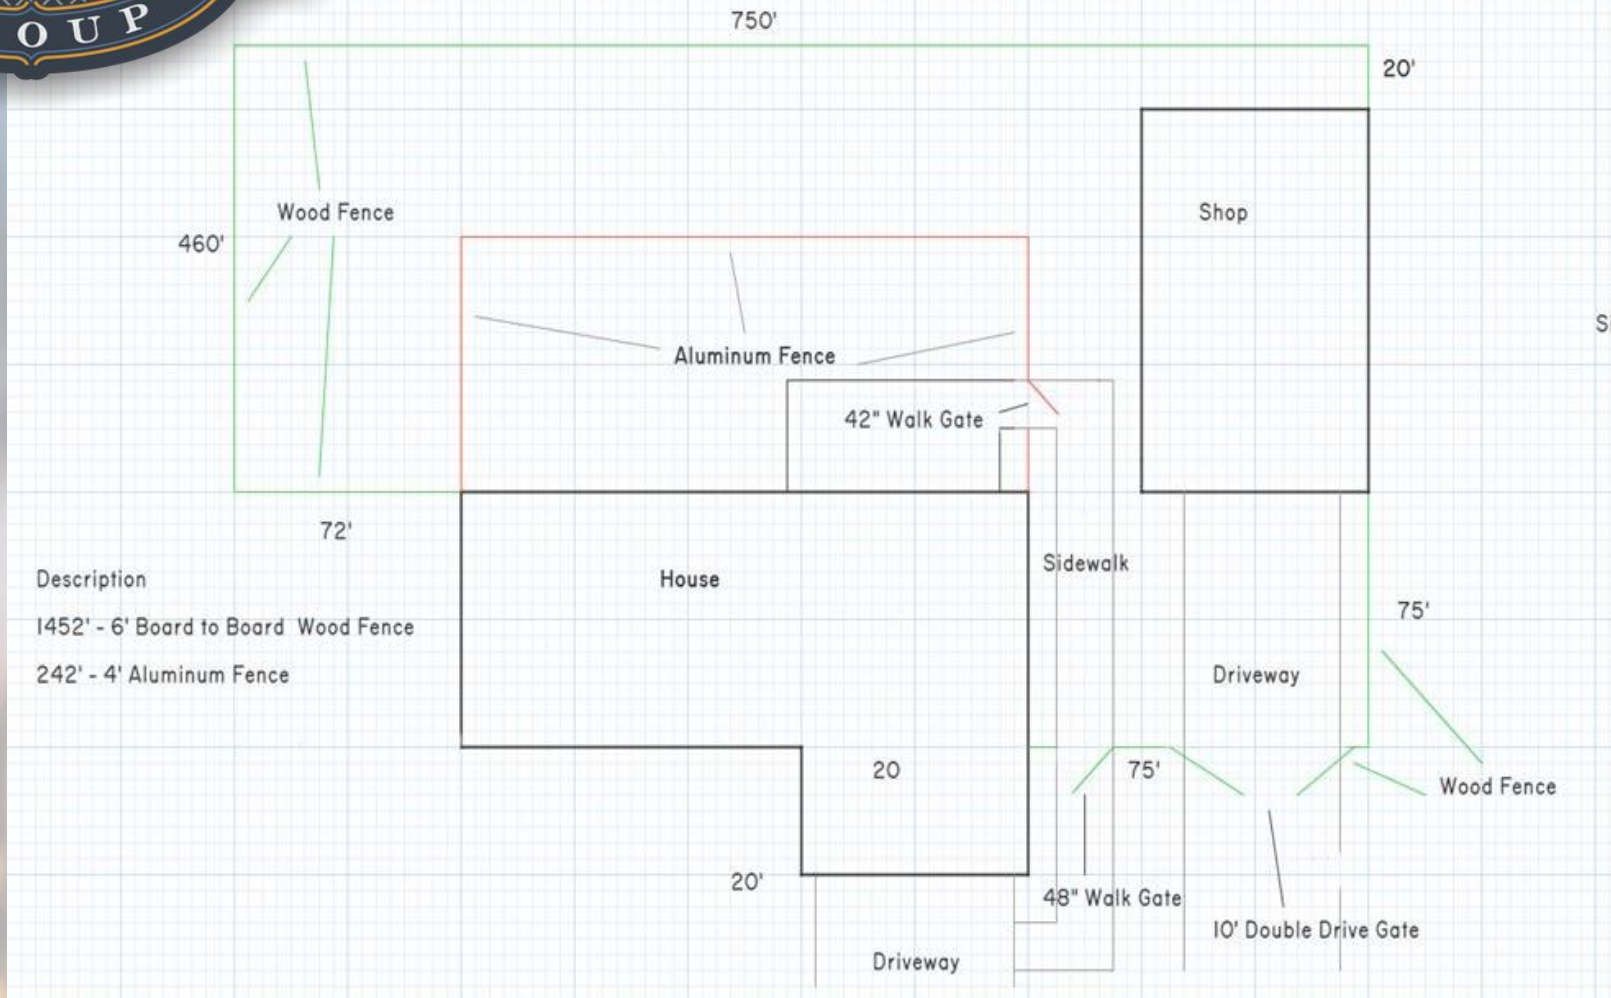 OUP
750'
20'
Wood Fence
Shop
460'
Aluminum Fence
42" Walk Gate
72'
Sidewalk
Description
House
1452' - 6' Board to Board Wood Fence
75'
242' - 4' Aluminum Fence
Driveway
20
75'
Wood Fence
20'
48" Walk Gate
10' Double Drive Gate
Driveway